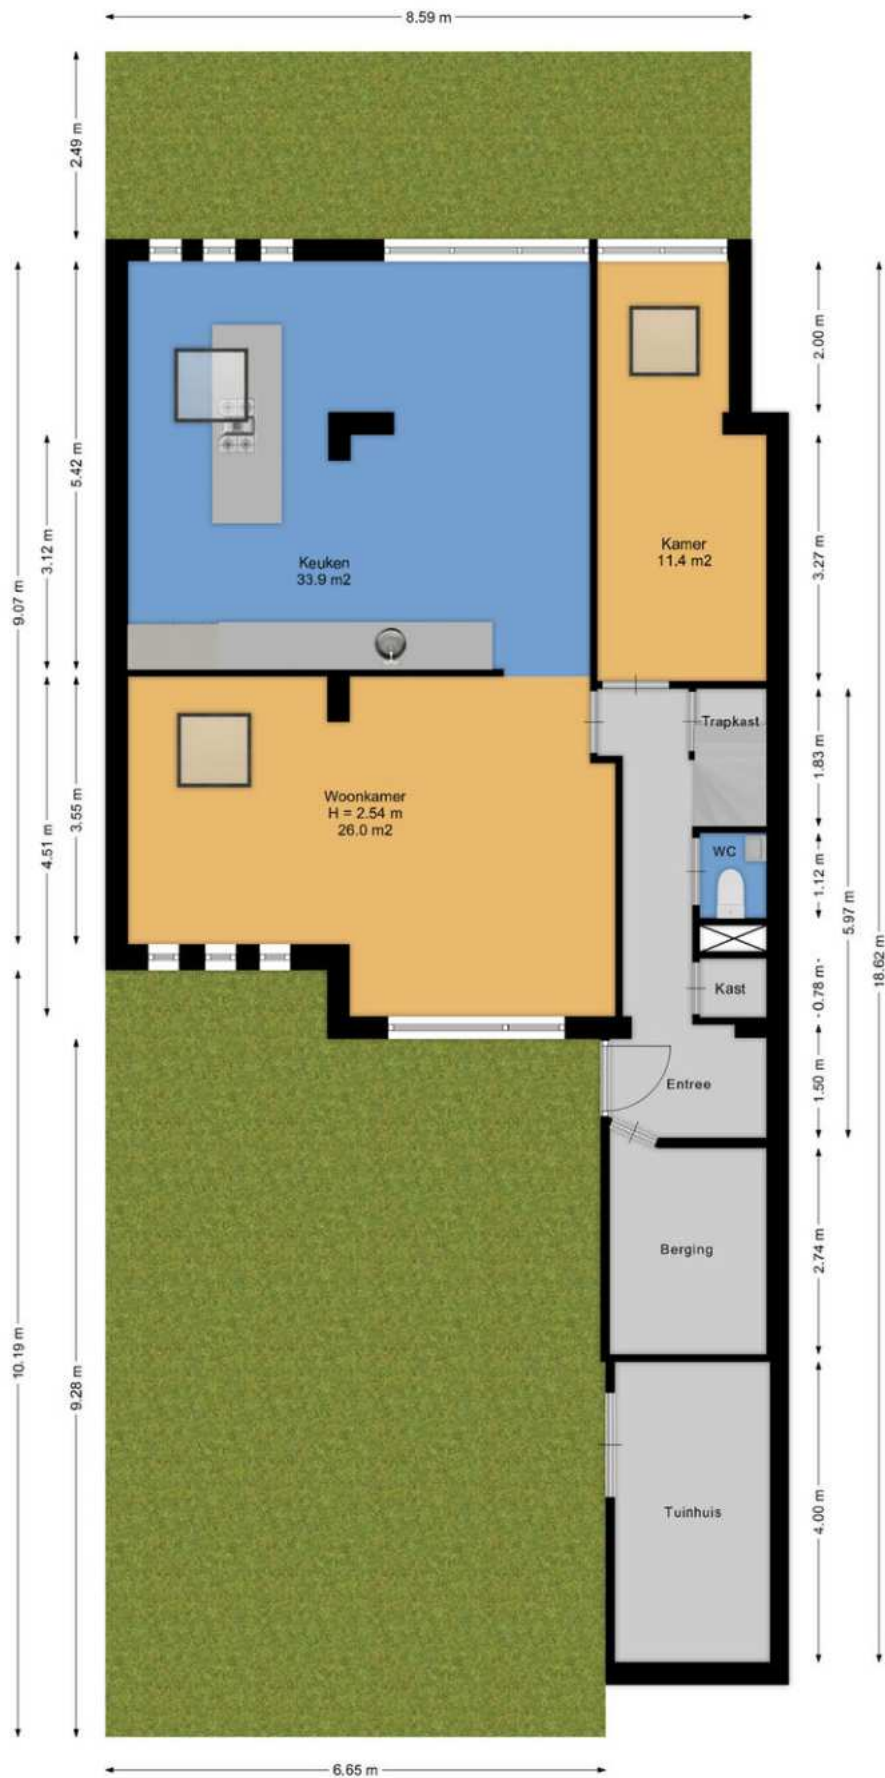 8.59 m
2.49 m
9.07 m
3.12 m
5.42 m
2.00 m
3.27 m
Keuken
33.9 m2
Kamer
11.4 m2
4.51 m
3.55 m
Woonkamer
H = 2.54 m
26.0 m2
Trapkast
1.83 m
WC
1.12 m
5.97 m
18.62 m
Kast
0.78 m
Entree
1.50 m
Berging
2.74 m
10.19 m
9.28 m
Tuinhuis
4.00 m
6.65 m